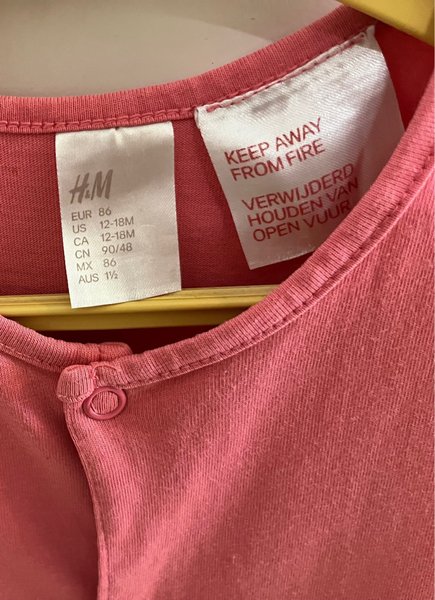 H&M
EUR 86
US 12-18M
CA 12-18M
CN 90/48
MX 86
AUS 1½
KEEP AWAY
FROM FIRE
VERWIJDERD
HOUDEN VAN
OPEN VUUR